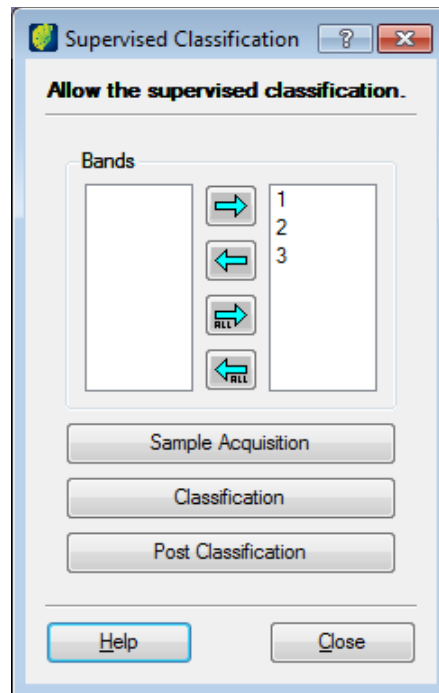 Supervised Classification
?
Allow the supervised classification.
Bands
1
2
3
ALL
ALL
Sample Acquisition
Classification
Post Classification
Help
Close